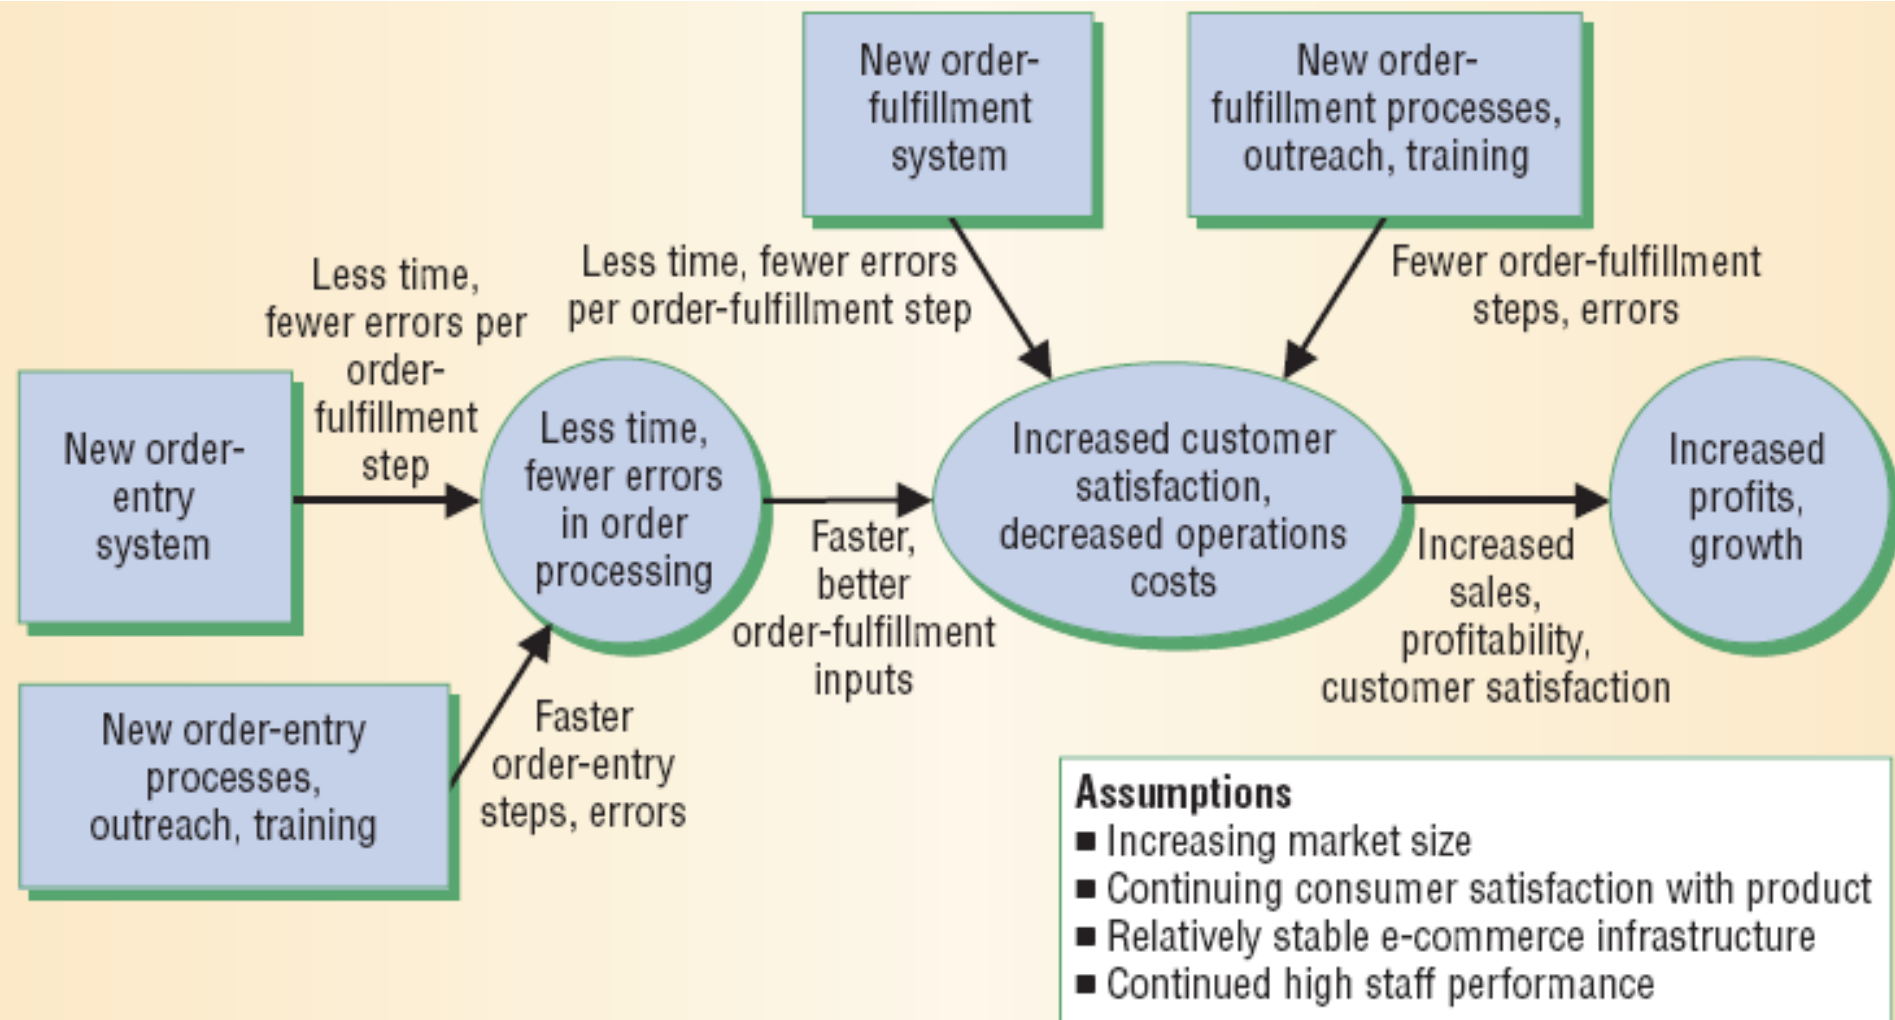 New order-
fulfillment
system
New order-
fulfillment processes,
outreach, training
Less time,
fewer errors per
order-
fulfillment
step
Less time, fewer errors
per order-fulfillment step
Fewer order-fulfillment
steps, errors
New order-
entry
system
Less time,
fewer errors
in order
processing
Increased customer
satisfaction,
decreased operations
costs
Increased
profits,
growth
Faster,
better
order-fulfillment
inputs
Increased
sales,
profitability,
customer satisfaction
New order-entry
processes,
outreach, training
Faster
order-entry
steps, errors
Assumptions
■ Increasing market size
■ Continuing consumer satisfaction with product
■ Relatively stable e-commerce infrastructure
■ Continued high staff performance